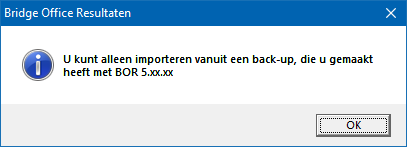 Bridge Office Resultaten
U kunt alleen importeren vanuit een back-up, die u gemaakt
heeft met BOR 5.xx.xx
OK